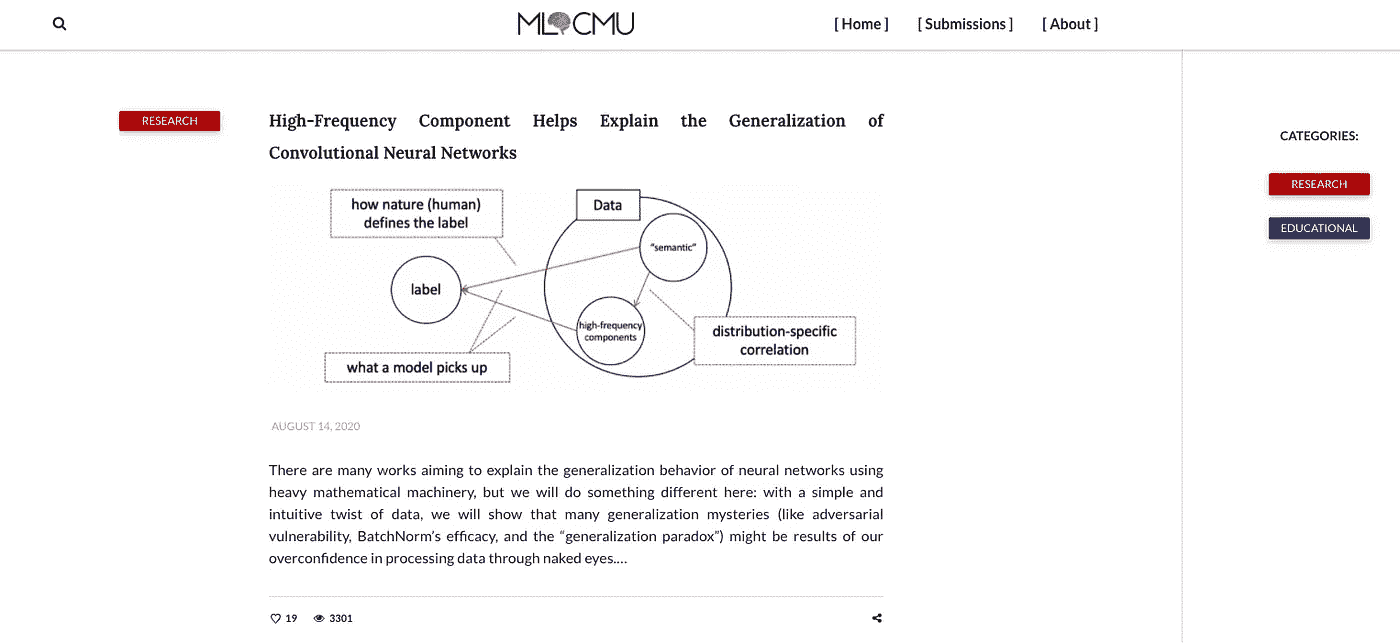 ML CMU
[ Home ]
[ Submissions ]
[ About ]
RESEARCH
High-Frequency Component Helps Explain the Generalization of
Convolutional Neural Networks
how nature (human)
defines the label
Data
"semantic"
label
high-frequency
components
distribution-specific
correlation
what a model picks up
AUGUST 14, 2020
There are many works aiming to explain the generalization behavior of neural networks using
heavy mathematical machinery, but we will do something different here: with a simple and
intuitive twist of data, we will show that many generalization mysteries (like adversarial
vulnerability, BatchNorm's efficacy, and the “generalization paradox”) might be results of our
overconfidence in processing data through naked eyes....
19
3301
CATEGORIES:
RESEARCH
EDUCATIONAL